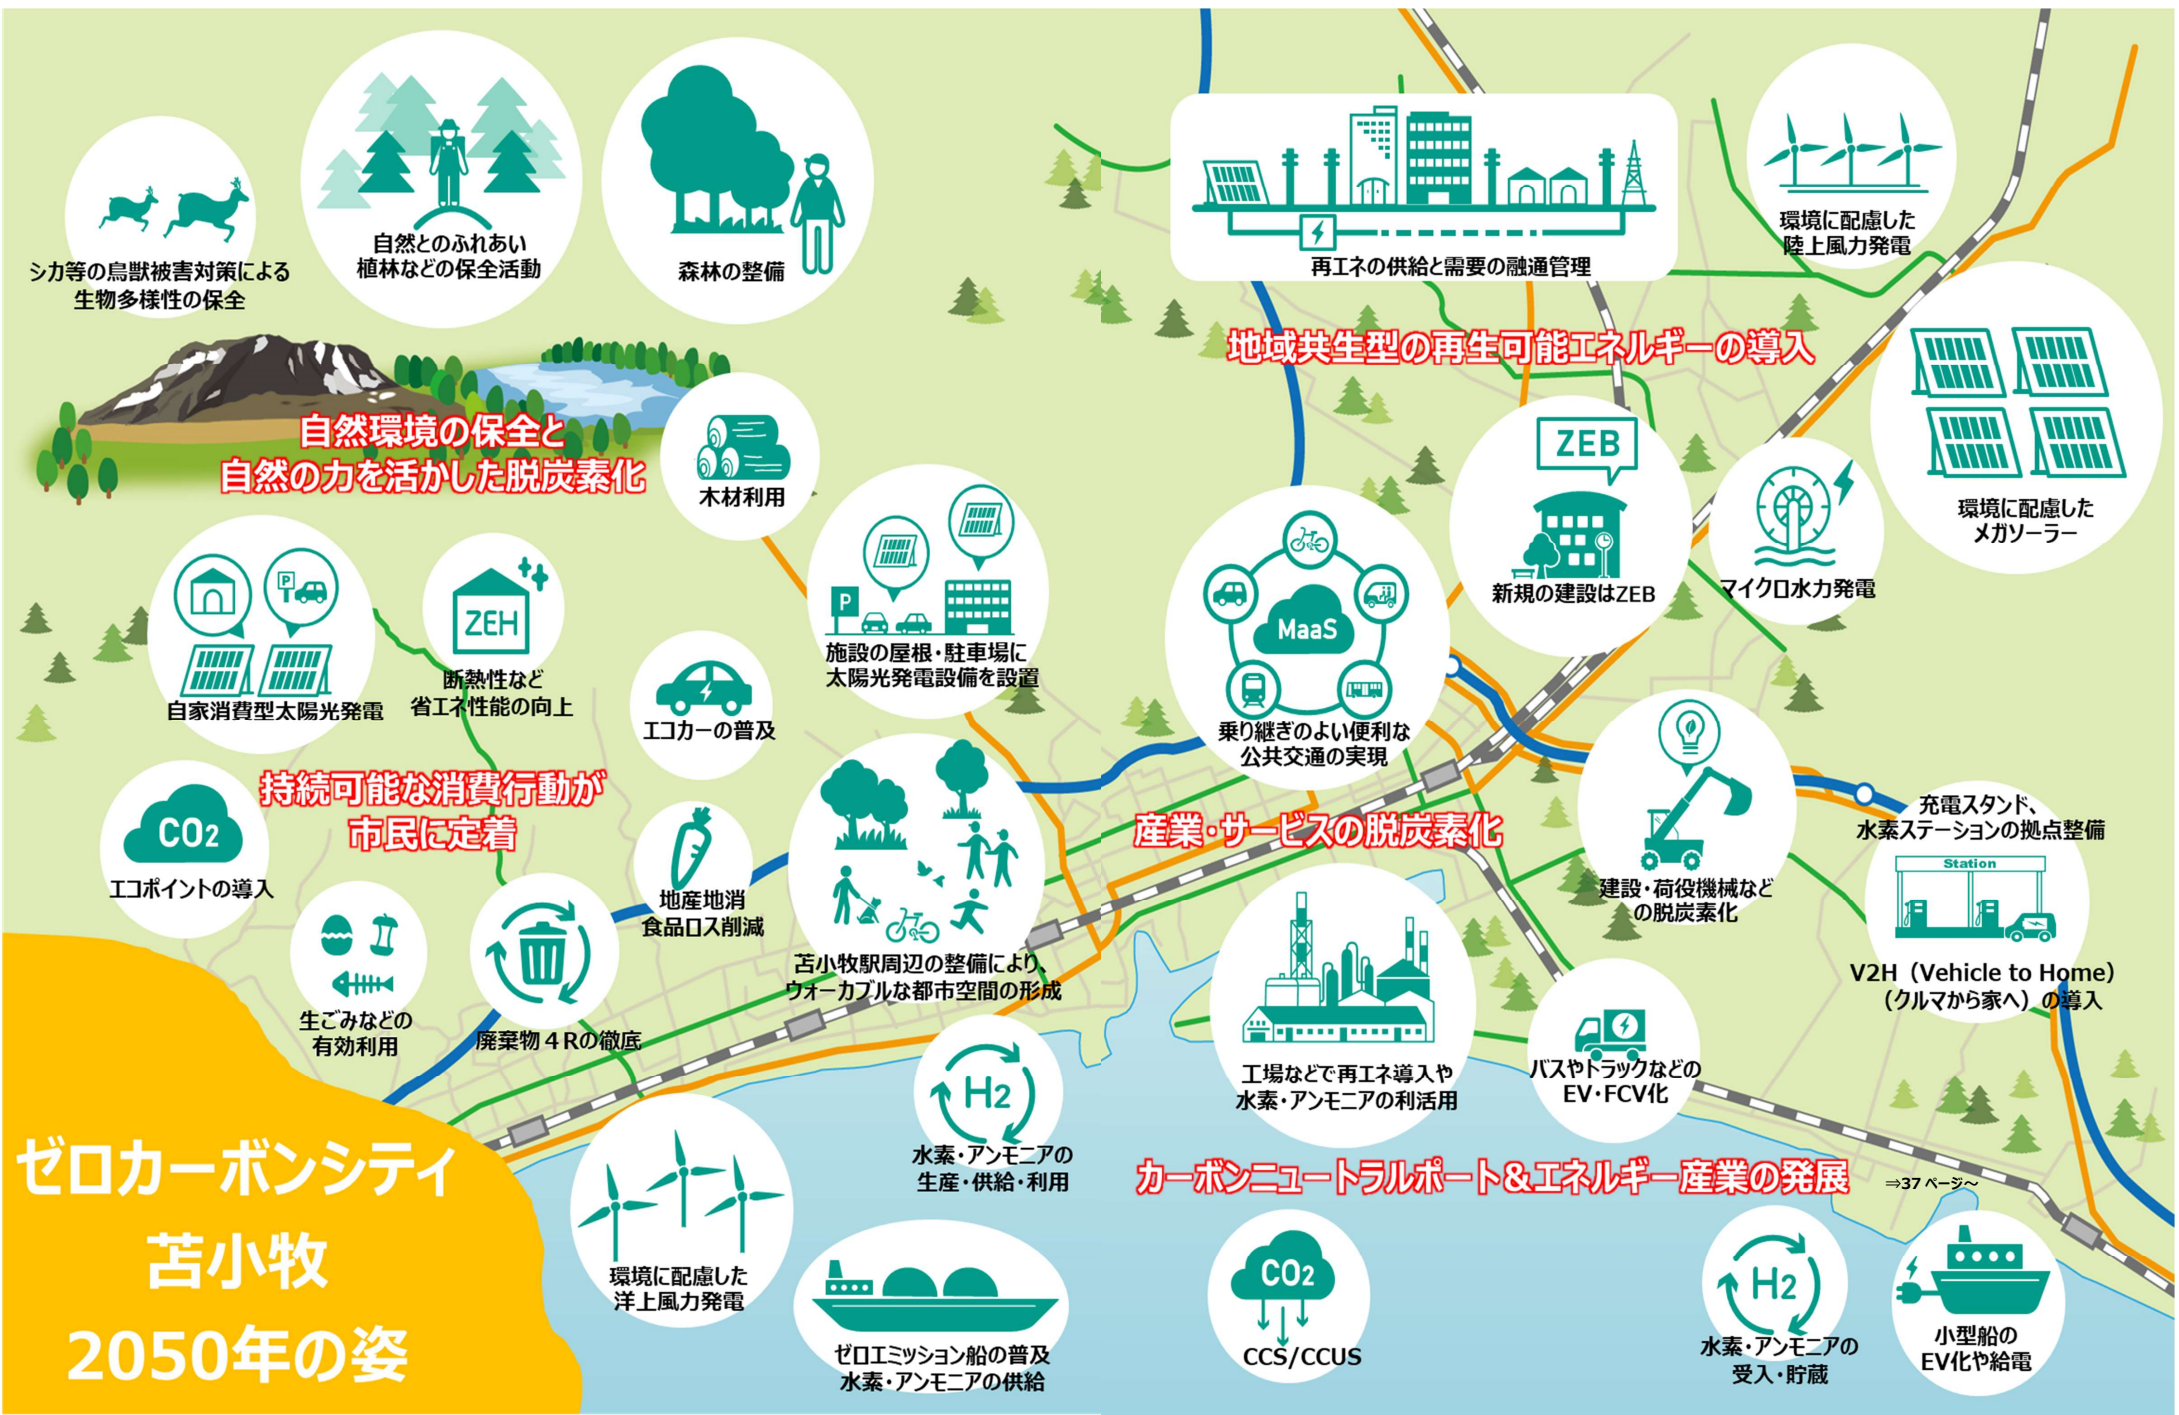 シカ等の鳥獣被害対策による
生物多様性の保全
自然とのふれあい
植林などの保全活動
森林の整備
自然環境の保全と
自然の力を活かした脱炭素化
木材利用
再エネの供給と需要の融通管理
環境に配慮した
陸上風力発電
地域共生型の再生可能エネルギーの導入
環境に配慮した
メガソーラー
ZEB
新規の建設はZEB
マイクロ水力発電
P
自家消費型太陽光発電
ZEH
断熱性など
省エネ性能の向上
エコカーの普及
P
施設の屋根・駐車場に
太陽光発電設備を設置
MaaS
乗り継ぎのよい便利な
公共交通の実現
持続可能な消費行動が
市民に定着
CO2
エコポイントの導入
生ごみなどの
有効利用
廃棄物４Rの徹底
地産地消
食品ロス削減
苫小牧駅周辺の整備により、
ウォーカブルな都市空間の形成
産業・サービスの脱炭素化
建設・荷役機械など
の脱炭素化
充電スタンド、
水素ステーションの拠点整備
Station
V2H（Vehicle to Home）
（クルマから家へ）の導入
工場などで再エネ導入や
水素・アンモニアの利活用
バスやトラックなどの
EV・FCV化
H2
水素・アンモニアの
生産・供給・利用
カーボンニュートラルポート＆エネルギー産業の発展
⇒37ページ～
環境に配慮した
洋上風力発電
ゼロエミッション船の普及
水素・アンモニアの供給
CO2
CCS/CCUS
H2
水素・アンモニアの
受入・貯蔵
小型船の
EV化や給電
ゼロカーボンシティ
苫小牧
2050年の姿